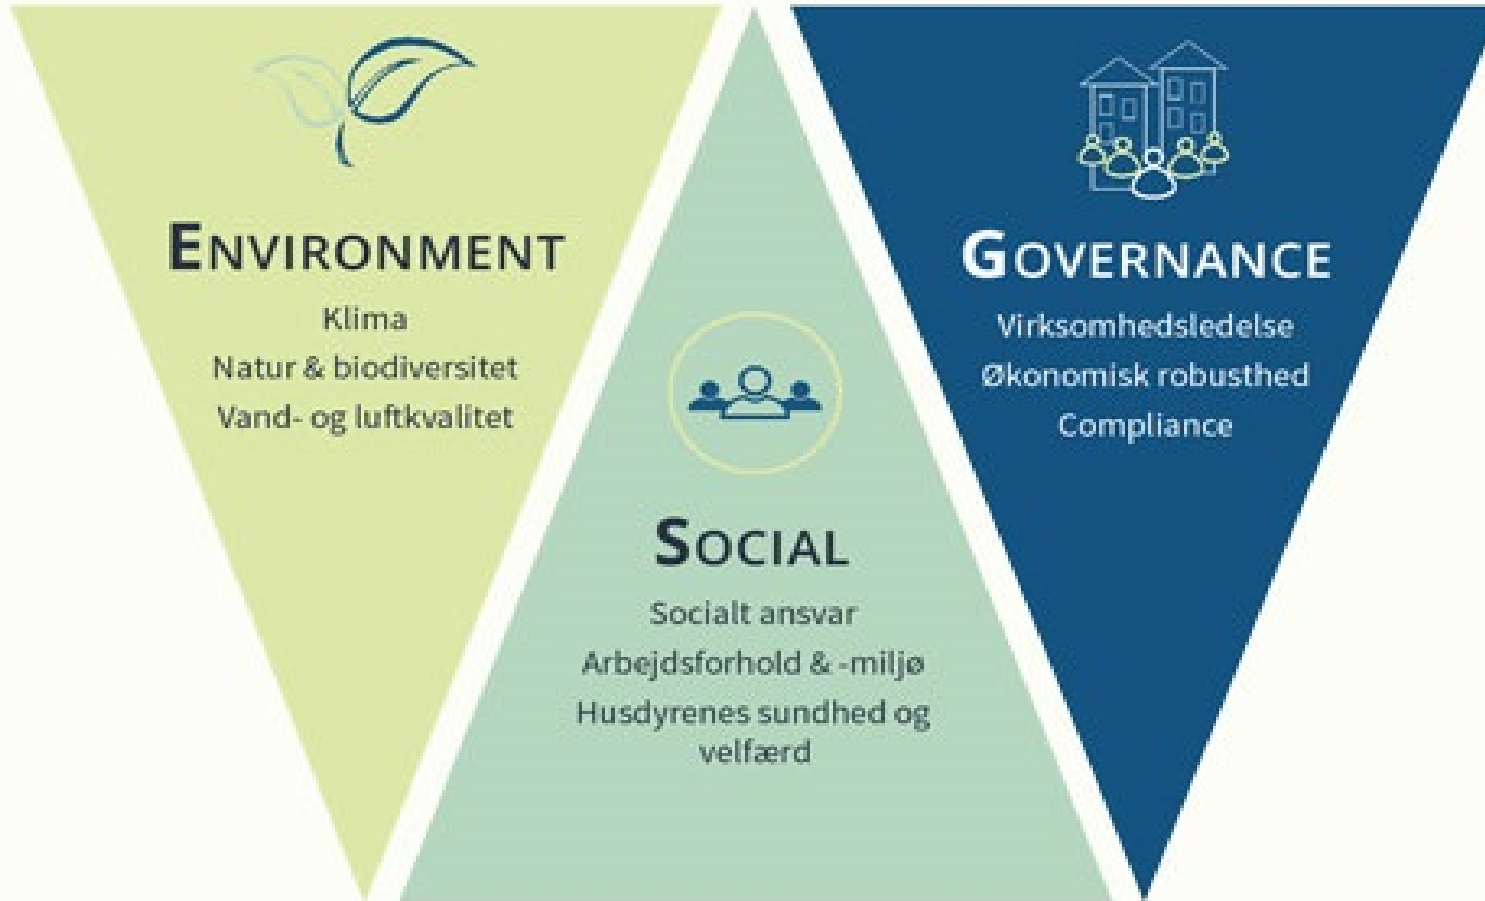 ENVIRONMENT
Klima
Natur & biodiversitet
Vand- og luftkvalitet
SOCIAL
Socialt ansvar
Arbejdsforhold & -miljø
Husdyrenes sundhed og
velfærd
GOVERNANCE
Virksomhedsledelse
Økonomisk robusthed
Compliance